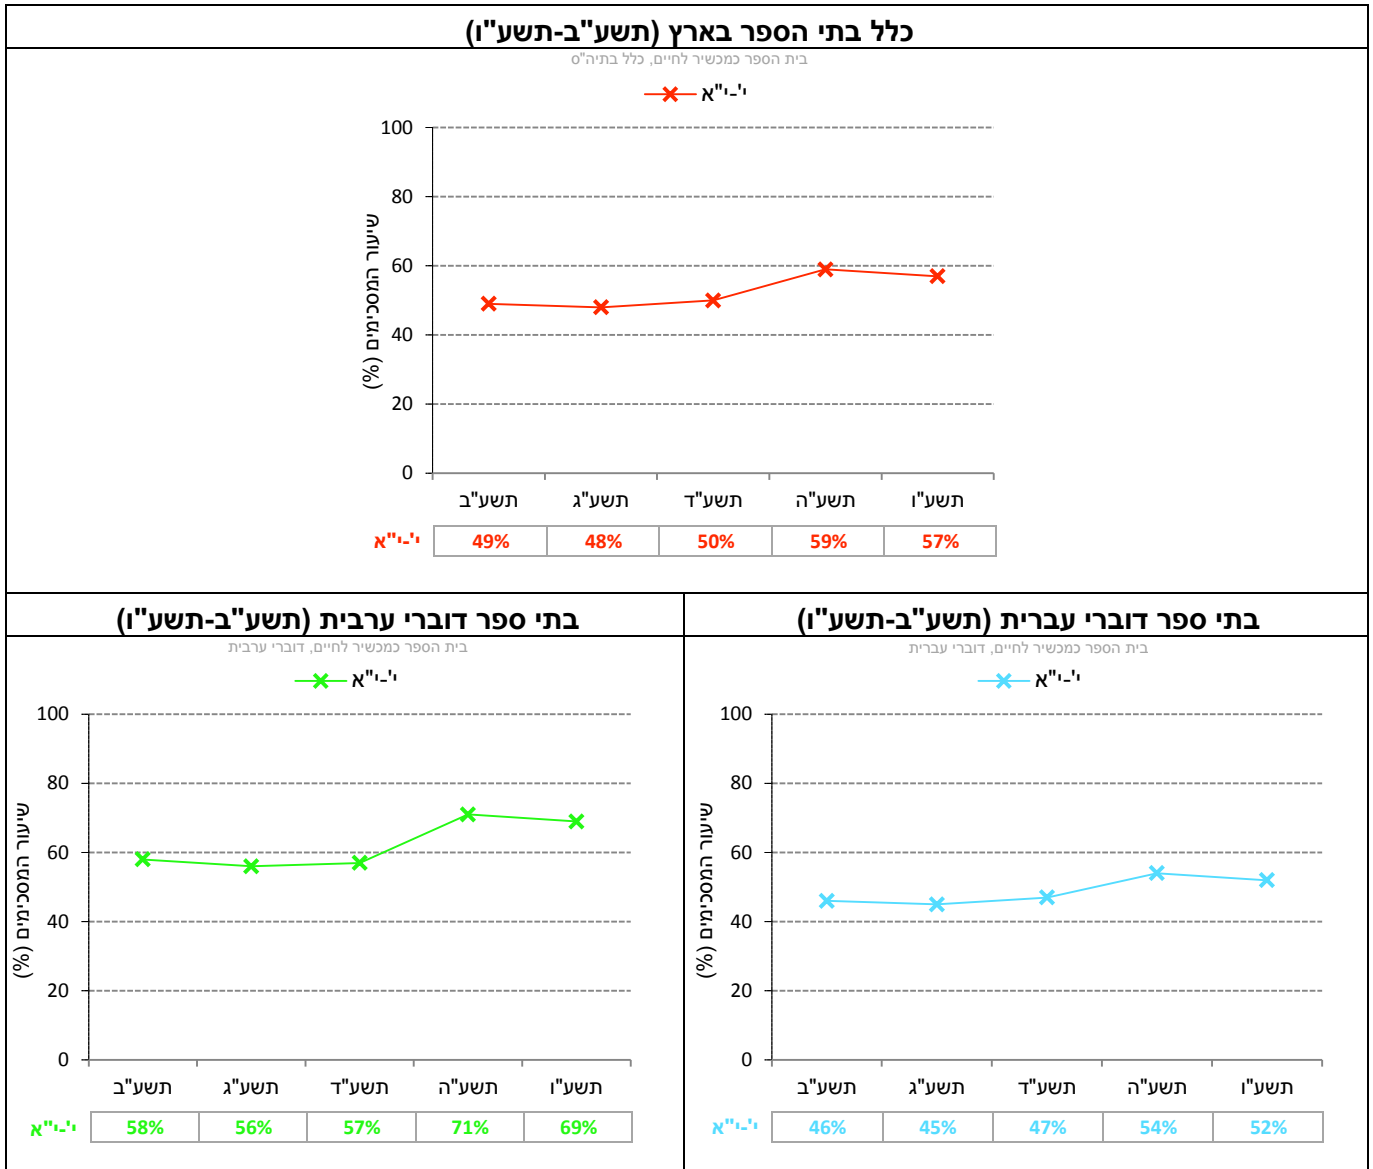 כלל בתי הספר בארץ (תשע"ב-תשע"ו)
בית הספר כמכשיר לחיים, כלל בתיה"ס
י'-י"א
100
80
60
40
20
0
שיעור המסכימים (%)
תשע"ב תשע"ג תשע"ד תשע"ה תשע"ו
י'-י"א 49% 48% 50% 59% 57%
בתי ספר דוברי עברית (תשע"ב-תשע"ו)
בית הספר כמכשיר לחיים, דוברי עברית
י'-י"א
100
80
60
40
20
0
שיעור המסכימים (%)
תשע"ב תשע"ג תשע"ד תשע"ה תשע"ו
י'-י"א 46% 45% 47% 54% 52%
בתי ספר דוברי ערבית (תשע"ב-תשע"ו)
בית הספר כמכשיר לחיים, דוברי ערבית
י'-י"א
100
80
60
40
20
0
שיעור המסכימים (%)
תשע"ב תשע"ג תשע"ד תשע"ה תשע"ו
י'-י"א 58% 56% 57% 71% 69%